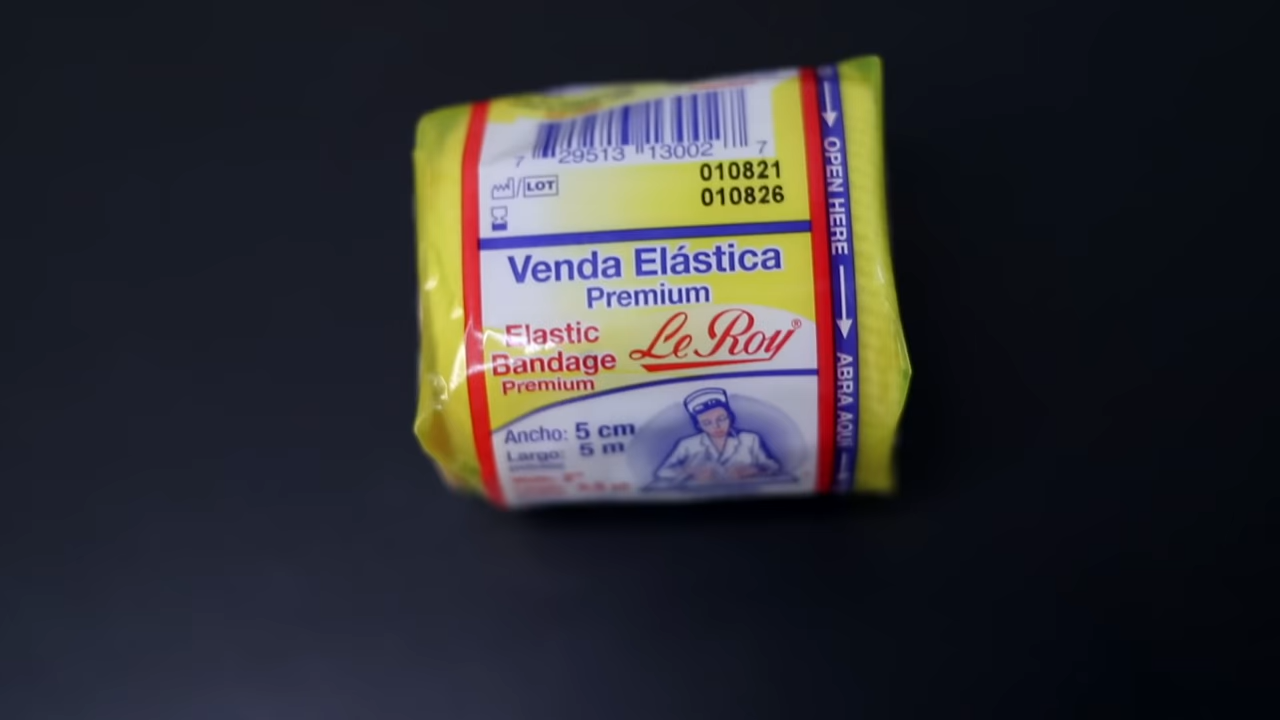 7 29513 13002 7
LOT
010821
010826
Venda Elástica
Premium
Elastic
Bandage
Premium
Le Roy®
Ancho: 5 cm
Largo: 5 m
OPEN HERE
ABRA AQUÍ